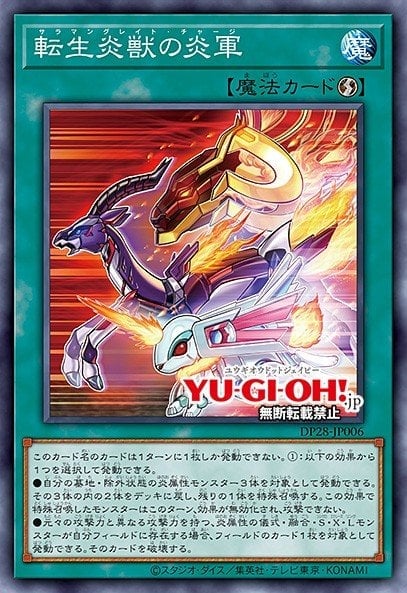 サラマングレイト・チャージ
転生炎獣の炎軍
魔
【魔法カード】
ユウギオウドットジェイピー
YU-GI-OH!.jp
無断転載禁止
DP28-JP006
このカード名のカードは1ターンに1枚しか発動できない。①:以下の効果から
1つを選択して発動できる。
●自分の墓地・除外状態の炎属性モンスター3体を対象として発動できる。
その3体の内の2体をデッキに戻し、残りの1体を特殊召喚する。この効果で
特殊召喚したモンスターはこのターン、効果が無効化され、攻撃できない。
●元々の攻撃力と異なる攻撃力を持つ、炎属性の儀式・融合・S・X・Lモン
スターが自分フィールドに存在する場合、フィールドのカード1枚を対象として
発動できる。そのカードを破壊する。
©スタジオ・ダイス／集英社・テレビ東京・KONAMI